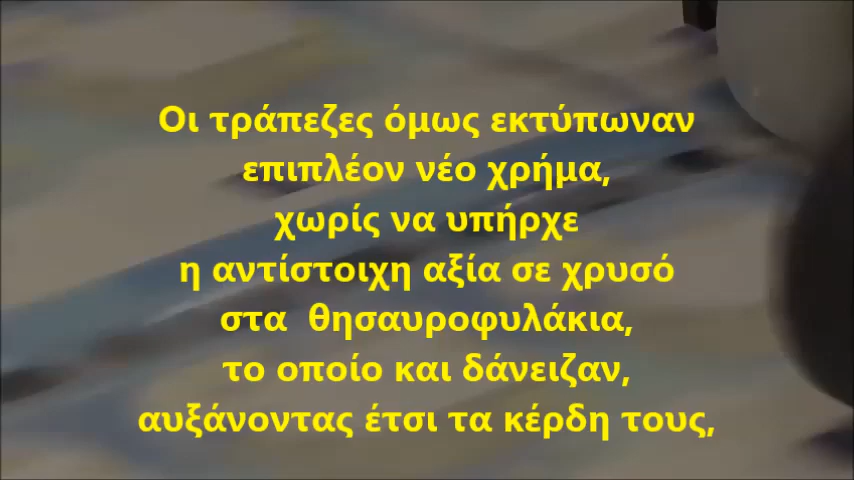 Οι τράπεζες όμως εκτύπωναν
επιπλέον νέο χρήμα,
χωρίς να υπήρχε
η αντίστοιχη αξία σε χρυσό
στα θησαυροφυλάκια,
το οποίο και δάνειζαν,
αυξάνοντας έτσι τα κέρδη τους,